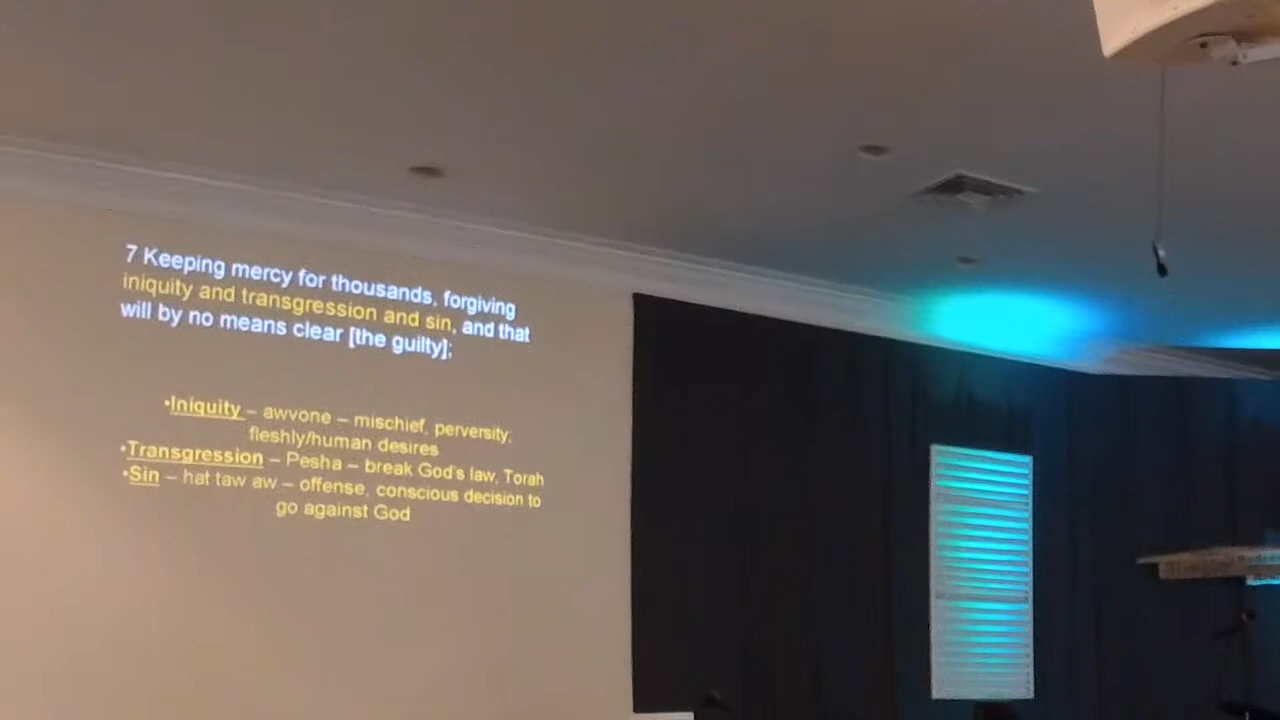 7 Keeping mercy for thousands, forgiving
iniquity and transgression and sin, and that
will by no means clear [the guilty];
•Iniquity – awvone – mischief, perversity,
fleshly/human desires
•Transgression – Pesha – break God's law, Torah
•Sin – hat taw aw – offense, conscious decision to
go against God